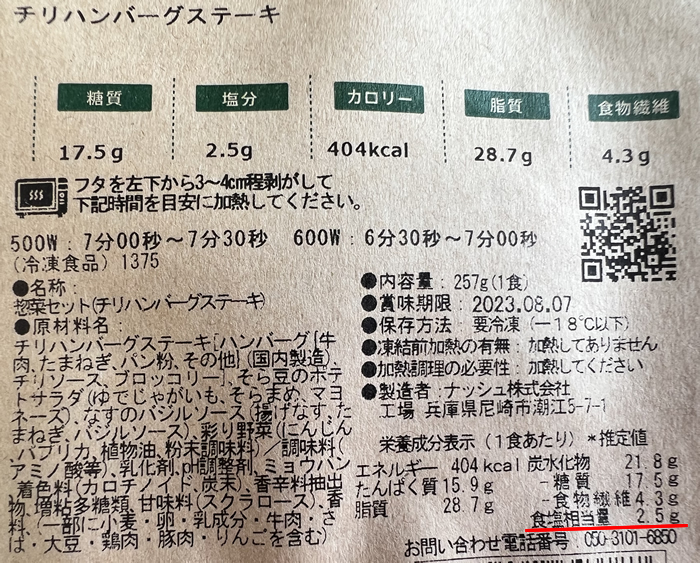 チリハンバーグステーキ
糖質 塩分 カロリー 脂質 食物繊維
17.5g 2.5g 404kcal 28.7g 4.3g
フタを左下から3～4cm程剥がして
下記時間を目安に加熱してください。
500W：7分00秒～7分30秒 600W：6分30秒～7分00秒
(冷凍食品) 1375
●名称：
惣菜セット(チリハンバーグステーキ)
●原材料名：
チリハンバーグステーキ[ハンバーグ{牛
肉、たまねぎ、パン粉、その他}(国内製造)、
チリソース、ブロッコリー]、そら豆のポテ
トサラダ(ゆでじゃがいも、そらまめ、マヨ
ネーズ)、なすのバジルソース(揚げなす、た
まねぎ、バジルソース)、彩り野菜(にんじん
、パプリカ、植物油、粉末調味料)／調味料(
アミノ酸等)、乳化剤、pH調整剤、ミョウバン
、着色料(カロチノイド、炭末)、香辛料抽出
物、増粘多糖類、甘味料(スクラロース)、香
料、(一部に小麦・卵・乳成分・牛肉・さ
ば・大豆・鶏肉・豚肉・りんごを含む)
●内容量：257g(1食)
●賞味期限：2023.08.07
●保存方法：要冷凍(－18℃以下)
●凍結前加熱の有無：加熱してありません
●加熱調理の必要性：加熱してください
●製造者：ナッシュ株式会社
工場 兵庫県尼崎市潮江5-7-1
栄養成分表示(1食あたり)＊推定値
エネルギー 404kcal
たんぱく質 15.9g
脂質 28.7g
炭水化物 21.8g
-糖質 17.5g
-食物繊維 4.3g
食塩相当量 2.5g
お問い合わせ電話番号：050-3101-6850